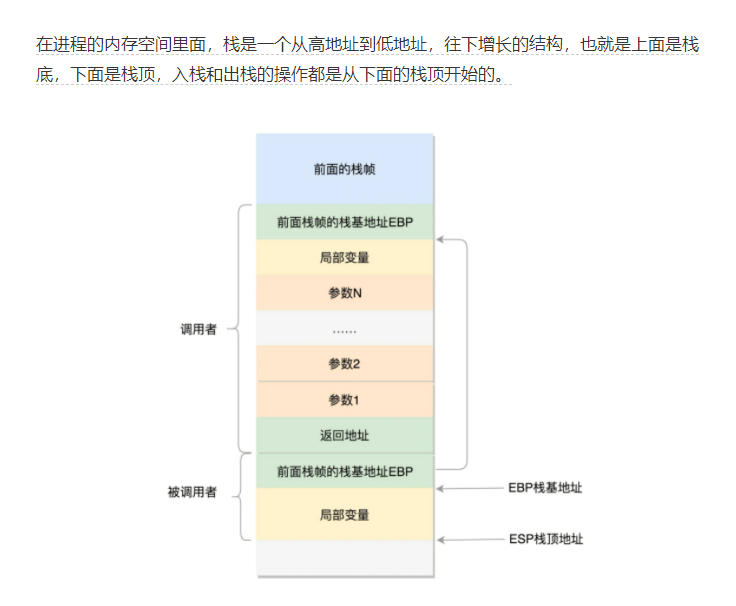 在进程的内存空间里面，栈是一个从高地址到低地址，往下增长的结构，也就是上面是栈
底，下面是栈顶，入栈和出栈的操作都是从下面的栈顶开始的。
前面的栈帧
前面栈帧的栈基地址EBP
局部变量
参数N
调用者
……
参数2
参数1
返回地址
前面栈帧的栈基地址EBP
被调用者
EBP栈基地址
局部变量
ESP栈顶地址